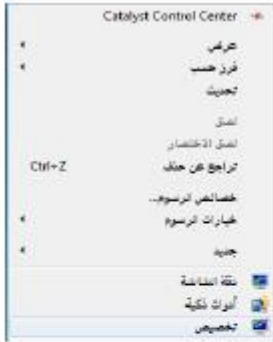 Catalyst Control Center
عرض
فرز حسب
تحديث
لصق
لصق الاختصار
تراجع عن حذف Ctrl+Z
خصائص الرسوم...
خيارات الرسوم
جديد
دقة الشاشة
أدوات ذكية
تخصيص